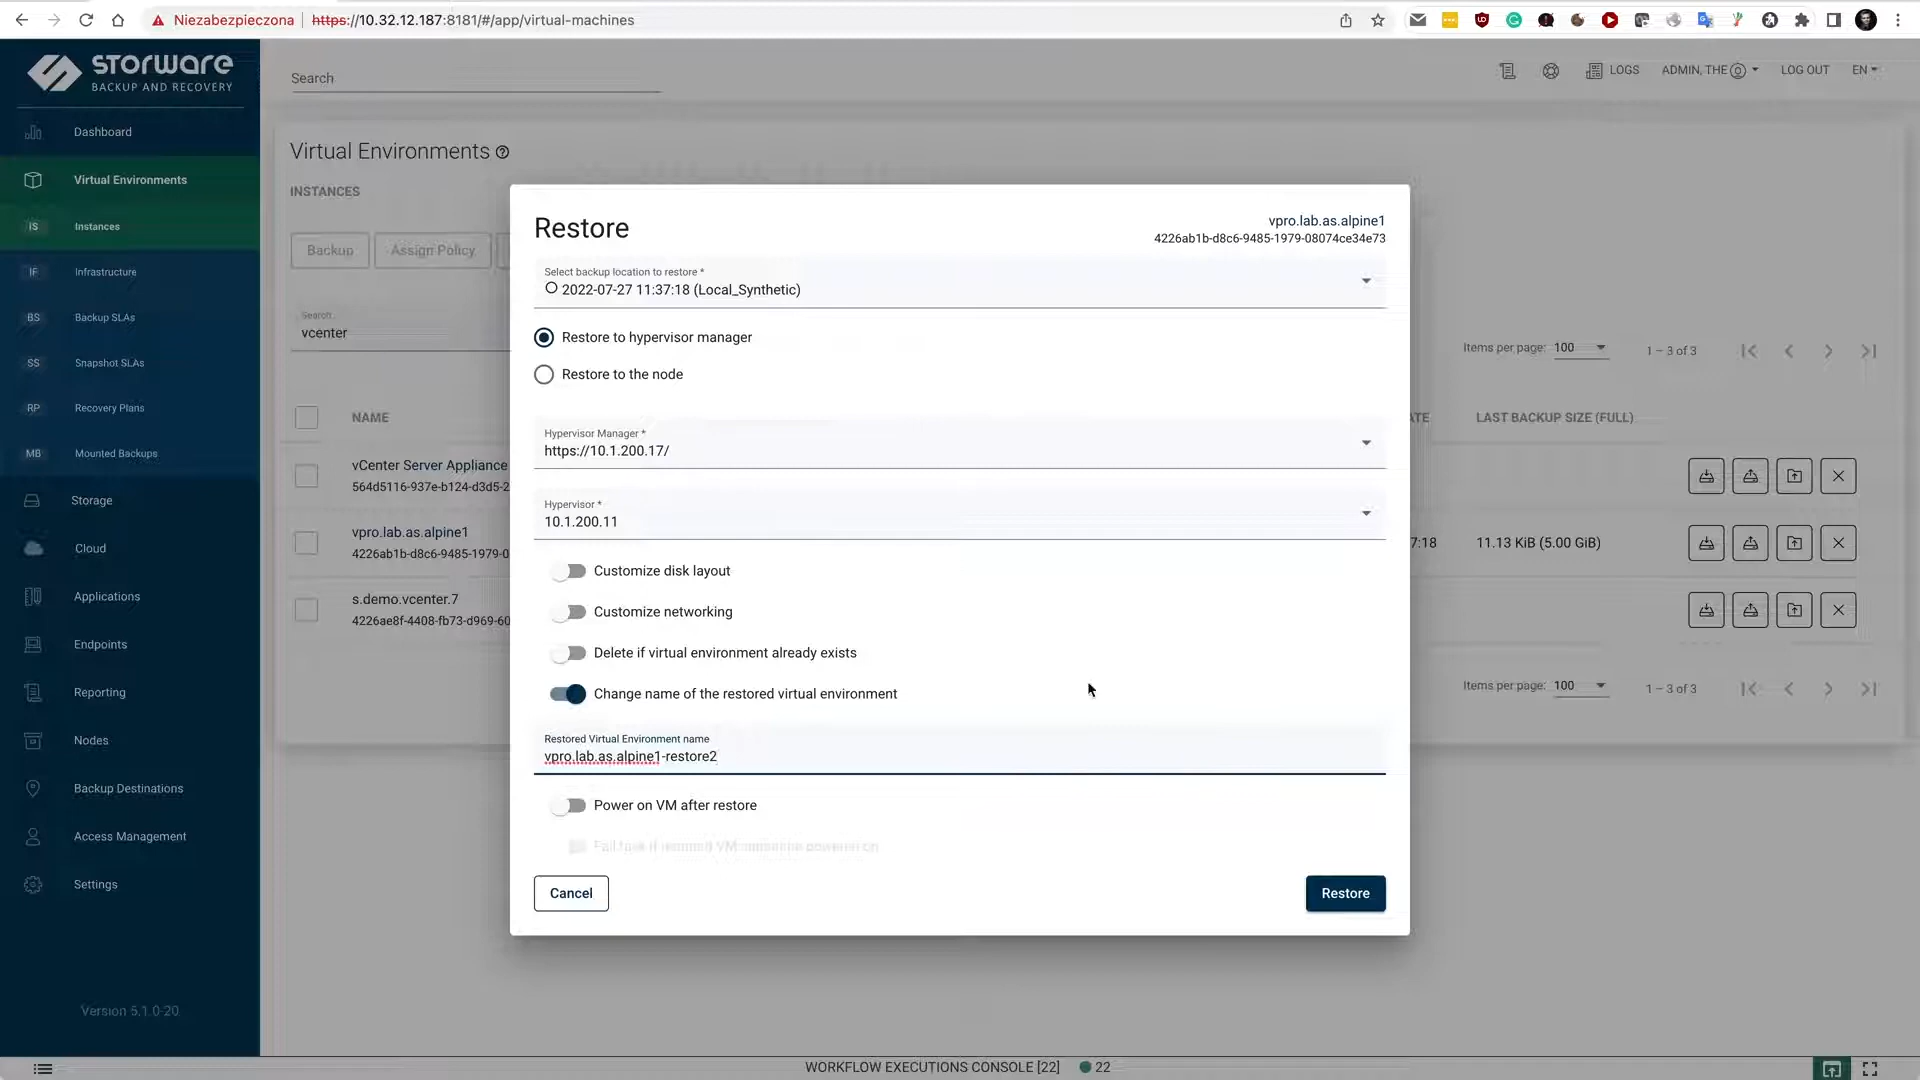 Niezabezpieczona
https://10.32.12.187:8181/#/app/virtual-machines
STORWARE
BACKUP AND RECOVERY
Search
LOGS
ADMIN, THE
LOG OUT
EN
Dashboard
Virtual Environments
IS Instances
IF Infrastructure
BS Backup SLAs
SS Snapshot SLAs
RP Recovery Plans
MB Mounted Backups
Storage
Cloud
Applications
Endpoints
Reporting
Nodes
Backup Destinations
Access Management
Settings
Version 5.1.0-20
Virtual Environments
INSTANCES
Backup
Assign Policy
Search
vcenter
Items per page: 100
1 – 3 of 3
NAME
LAST BACKUP SIZE (FULL)
vCenter Server Appliance
564d5116-937e-b124-d3d5-2
vpro.lab.as.alpine1
4226ab1b-d8c6-9485-1979-0
7:18
11.13 KiB (5.00 GiB)
s.demo.vcenter.7
4226ae8f-4408-fb73-d969-60
Items per page: 100
1 – 3 of 3
Restore
vpro.lab.as.alpine1
4226ab1b-d8c6-9485-1979-08074ce34e73
Select backup location to restore *
2022-07-27 11:37:18 (Local_Synthetic)
Restore to hypervisor manager
Restore to the node
Hypervisor Manager *
https://10.1.200.17/
Hypervisor *
10.1.200.11
Customize disk layout
Customize networking
Delete if virtual environment already exists
Change name of the restored virtual environment
Restored Virtual Environment name
vpro.lab.as.alpine1-restore2
Power on VM after restore
Cancel
Restore
WORKFLOW EXECUTIONS CONSOLE [22]
22